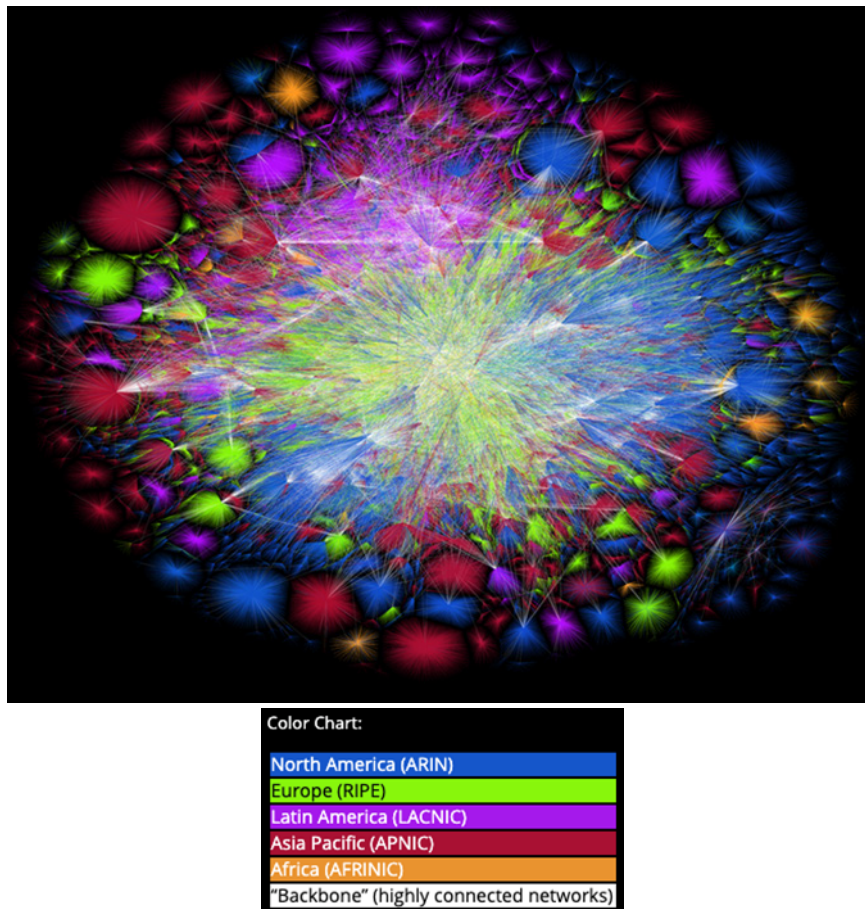 Color Chart:
North America (ARIN)
Europe (RIPE)
Latin America (LACNIC)
Asia Pacific (APNIC)
Africa (AFRINIC)
“Backbone” (highly connected networks)